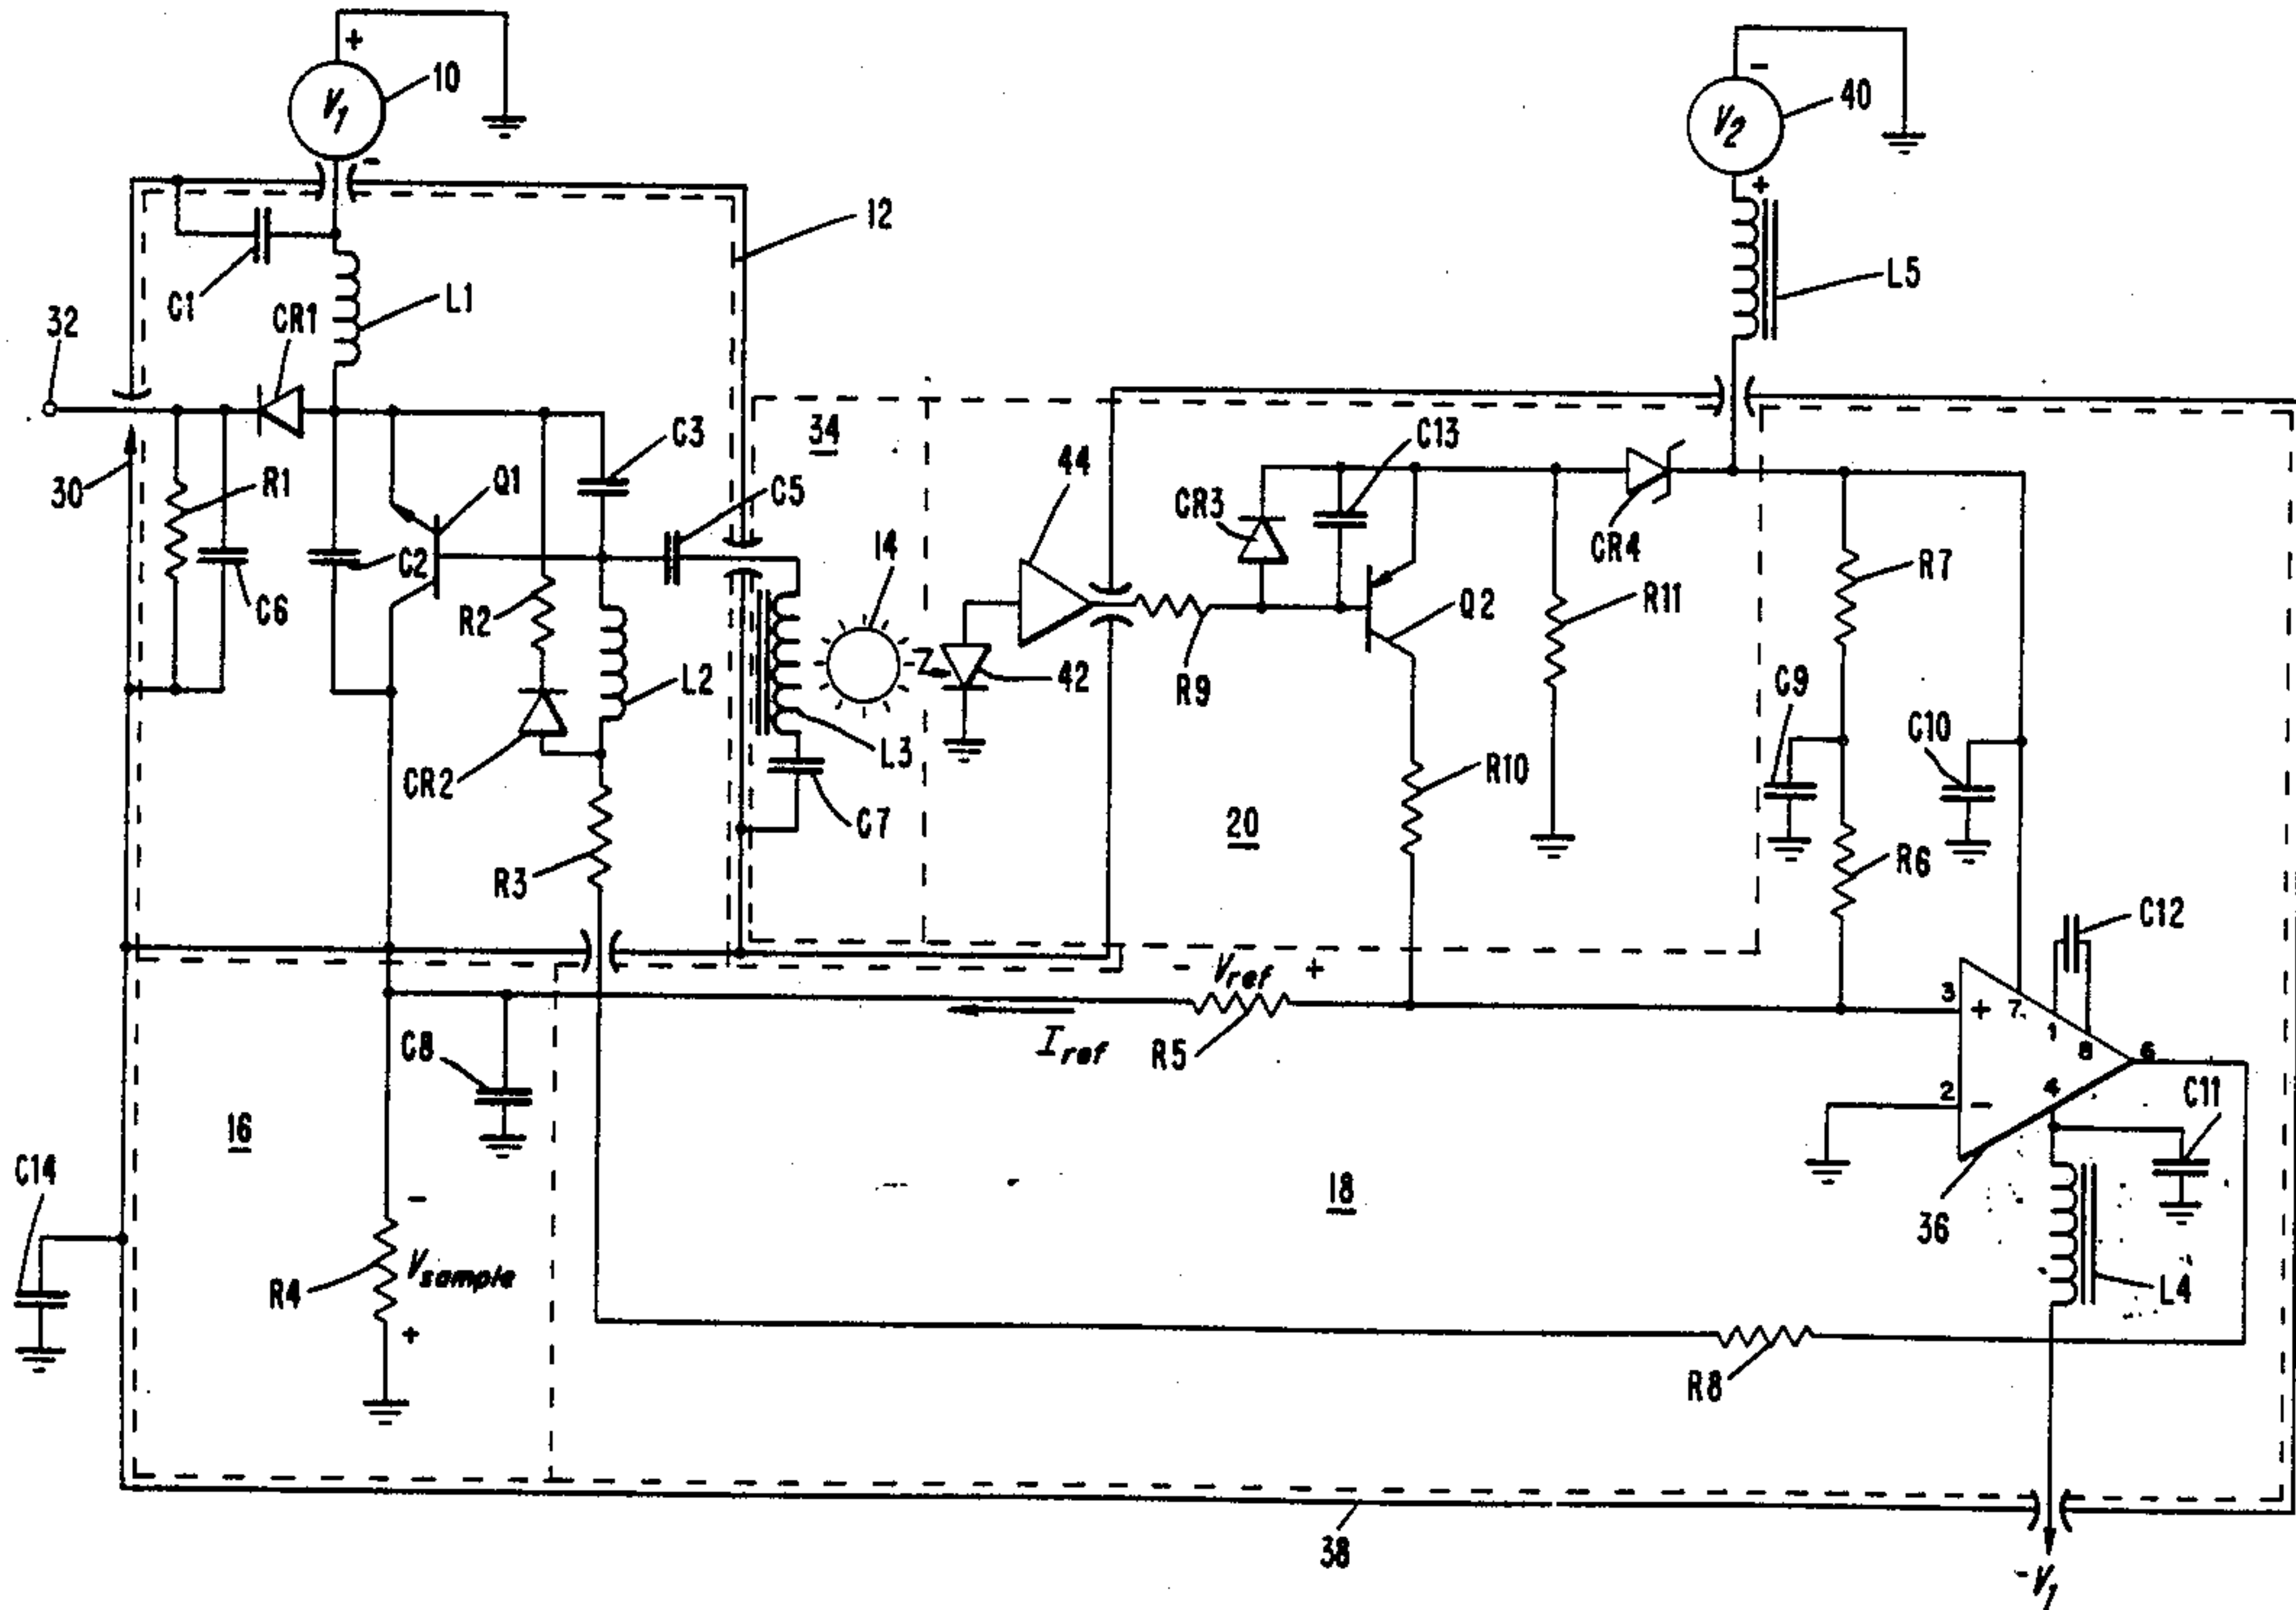 +
10
V1
-
-
40
V2
+
12
C1
L1
L5
32
CR1
C3
34
C13
44
C5
30
R1
Q1
CR3
CR4
R7
14
C2
C6
R2
R11
Q2
42
L2
R9
C9
L3
C10
CR2
R10
C7
20
R3
R6
C12
- Vref +
3
+
7
1
8
6
Iref
R5
C8
2
-
4
C11
16
C14
-
18
36
Vsample
R4
L4
+
R8
38
-V1